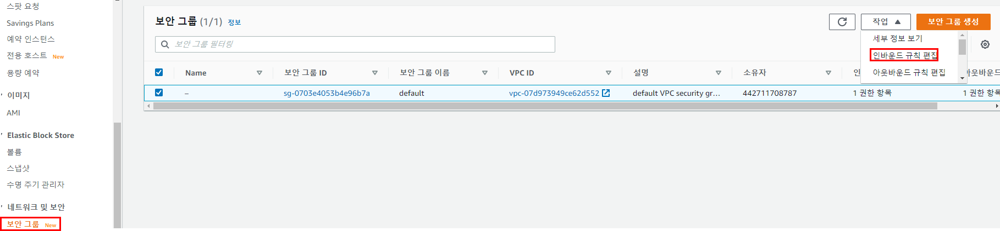 스팟 요청
Savings Plans
예약 인스턴스
전용 호스트 New
용량 예약
이미지
AMI
Elastic Block Store
볼륨
스냅샷
수명 주기 관리자
네트워크 및 보안
보안 그룹 New
보안 그룹 (1/1) 정보
작업
보안 그룹 생성
보안 그룹 필터링
세부 정보 보기
인바운드 규칙 편집
아웃바운드 규칙 편집
Name 보안 그룹 ID 보안 그룹 이름 VPC ID 설명 소유자 인 아웃바운드
– sg-0703e4053b4e96b7a default vpc-07d973949ce62d552 default VPC security gr... 442711708787 1 권한 항목 1 권한 항목